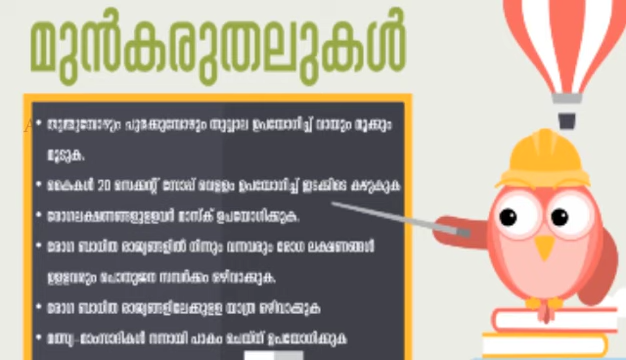 മുൻകരുതലുകൾ
• തുമ്മുമ്പോഴും ചുമക്കുമ്പോഴും തൂവ്വാല ഉപയോഗിച്ച് വായും മൂക്കും
മൂടുക.
• കൈകൾ 20 സെക്കന്റ് സോപ്പ് വെള്ളം ഉപയോഗിച്ച് ഇടക്കിടെ കഴുകുക
• രോഗലക്ഷണങ്ങളുള്ളവർ മാസ്ക് ഉപയോഗിക്കുക.
• രോഗ ബാധിത രാജ്യങ്ങളിൽ നിന്നും വന്നവരും രോഗ ലക്ഷണങ്ങൾ
ഉള്ളവരും പൊതുജന സമ്പർക്കം ഒഴിവാക്കുക.
• രോഗ ബാധിത രാജ്യങ്ങളിലേക്കുള്ള യാത്ര ഒഴിവാക്കുക
• മത്സ്യ-മാംസാദികൾ നന്നായി പാകം ചെയ്ത് ഉപയോഗിക്കുക